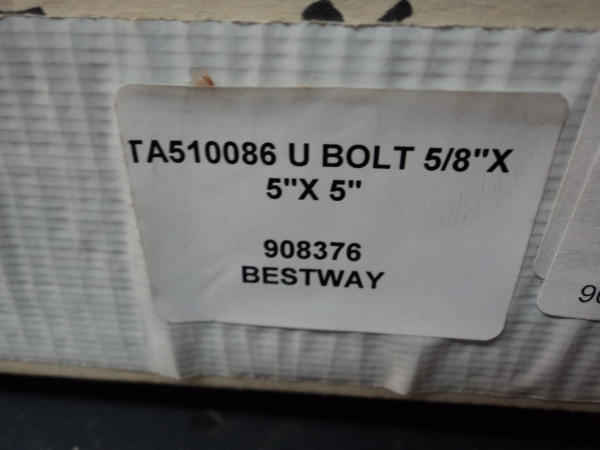 TA510086 U BOLT 5/8"X
5"X 5"
908376
BESTWAY